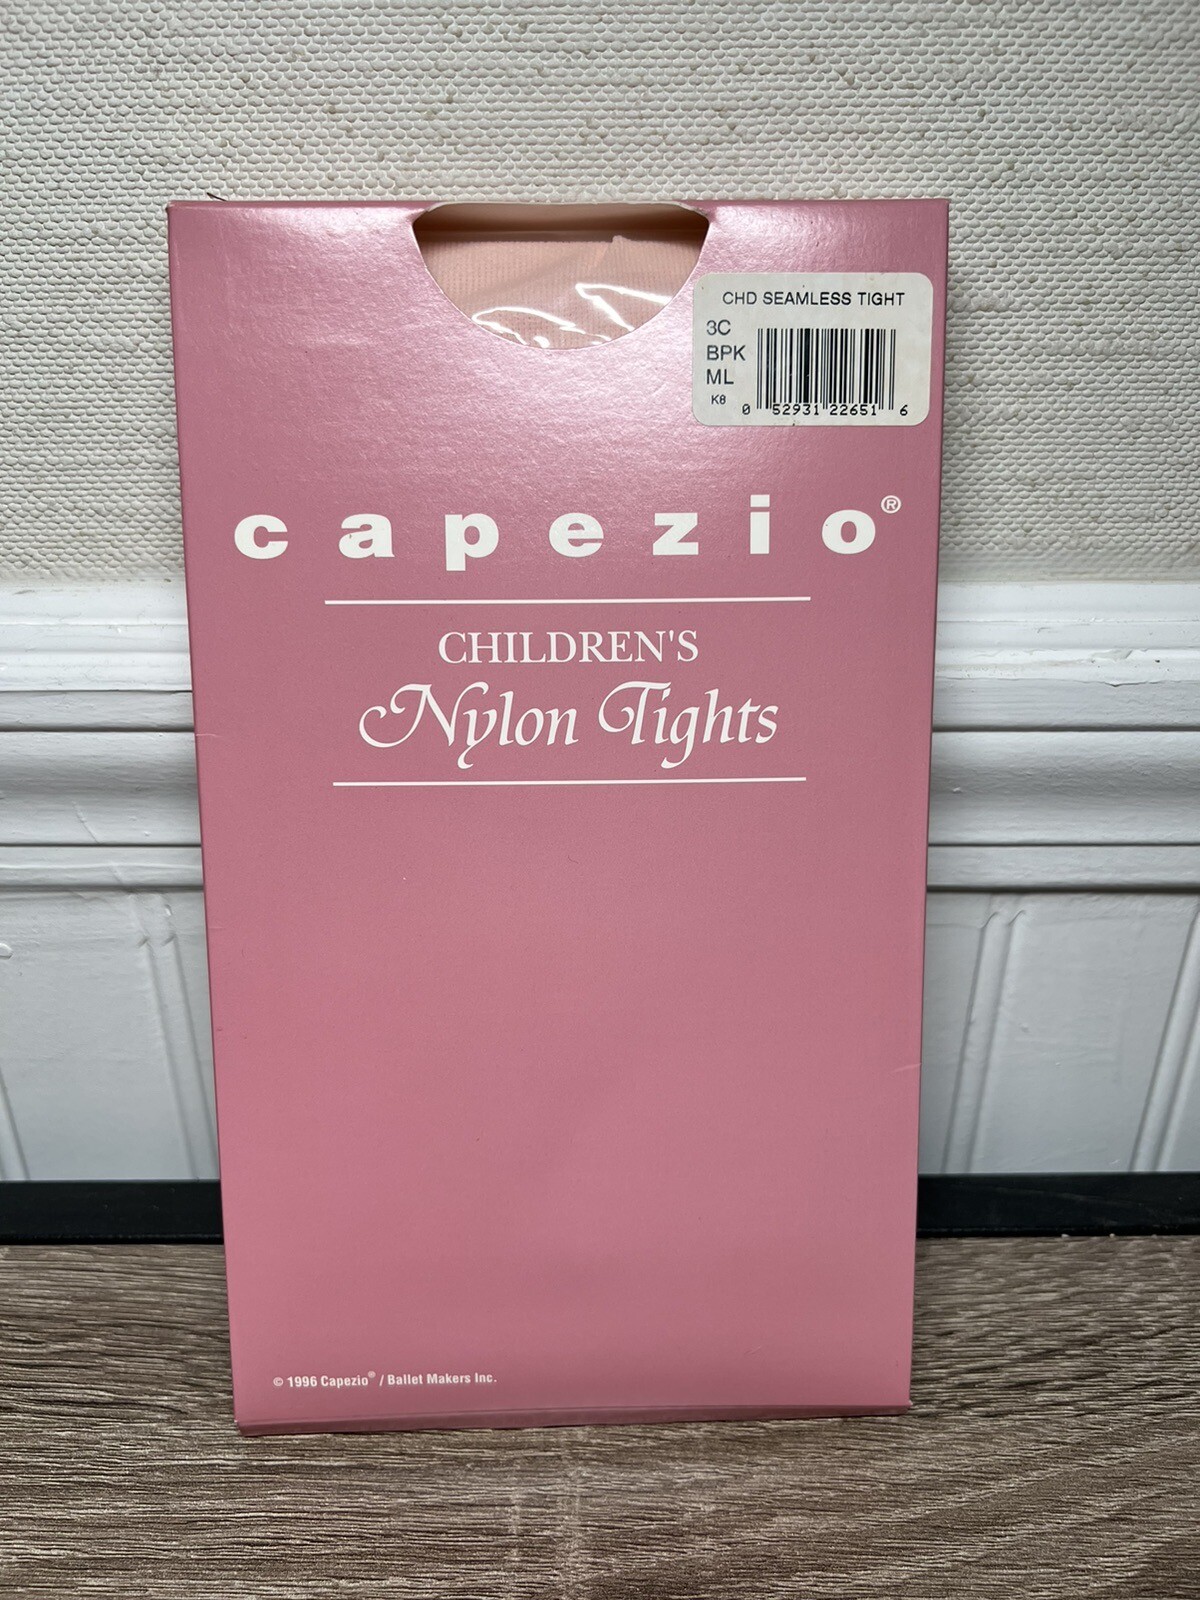 CHD SEAMLESS TIGHT
3C
BPK
ML
K8
0 52931 22651 6
capezio®
CHILDREN'S
Nylon Tights
© 1996 Capezio® / Ballet Makers Inc.